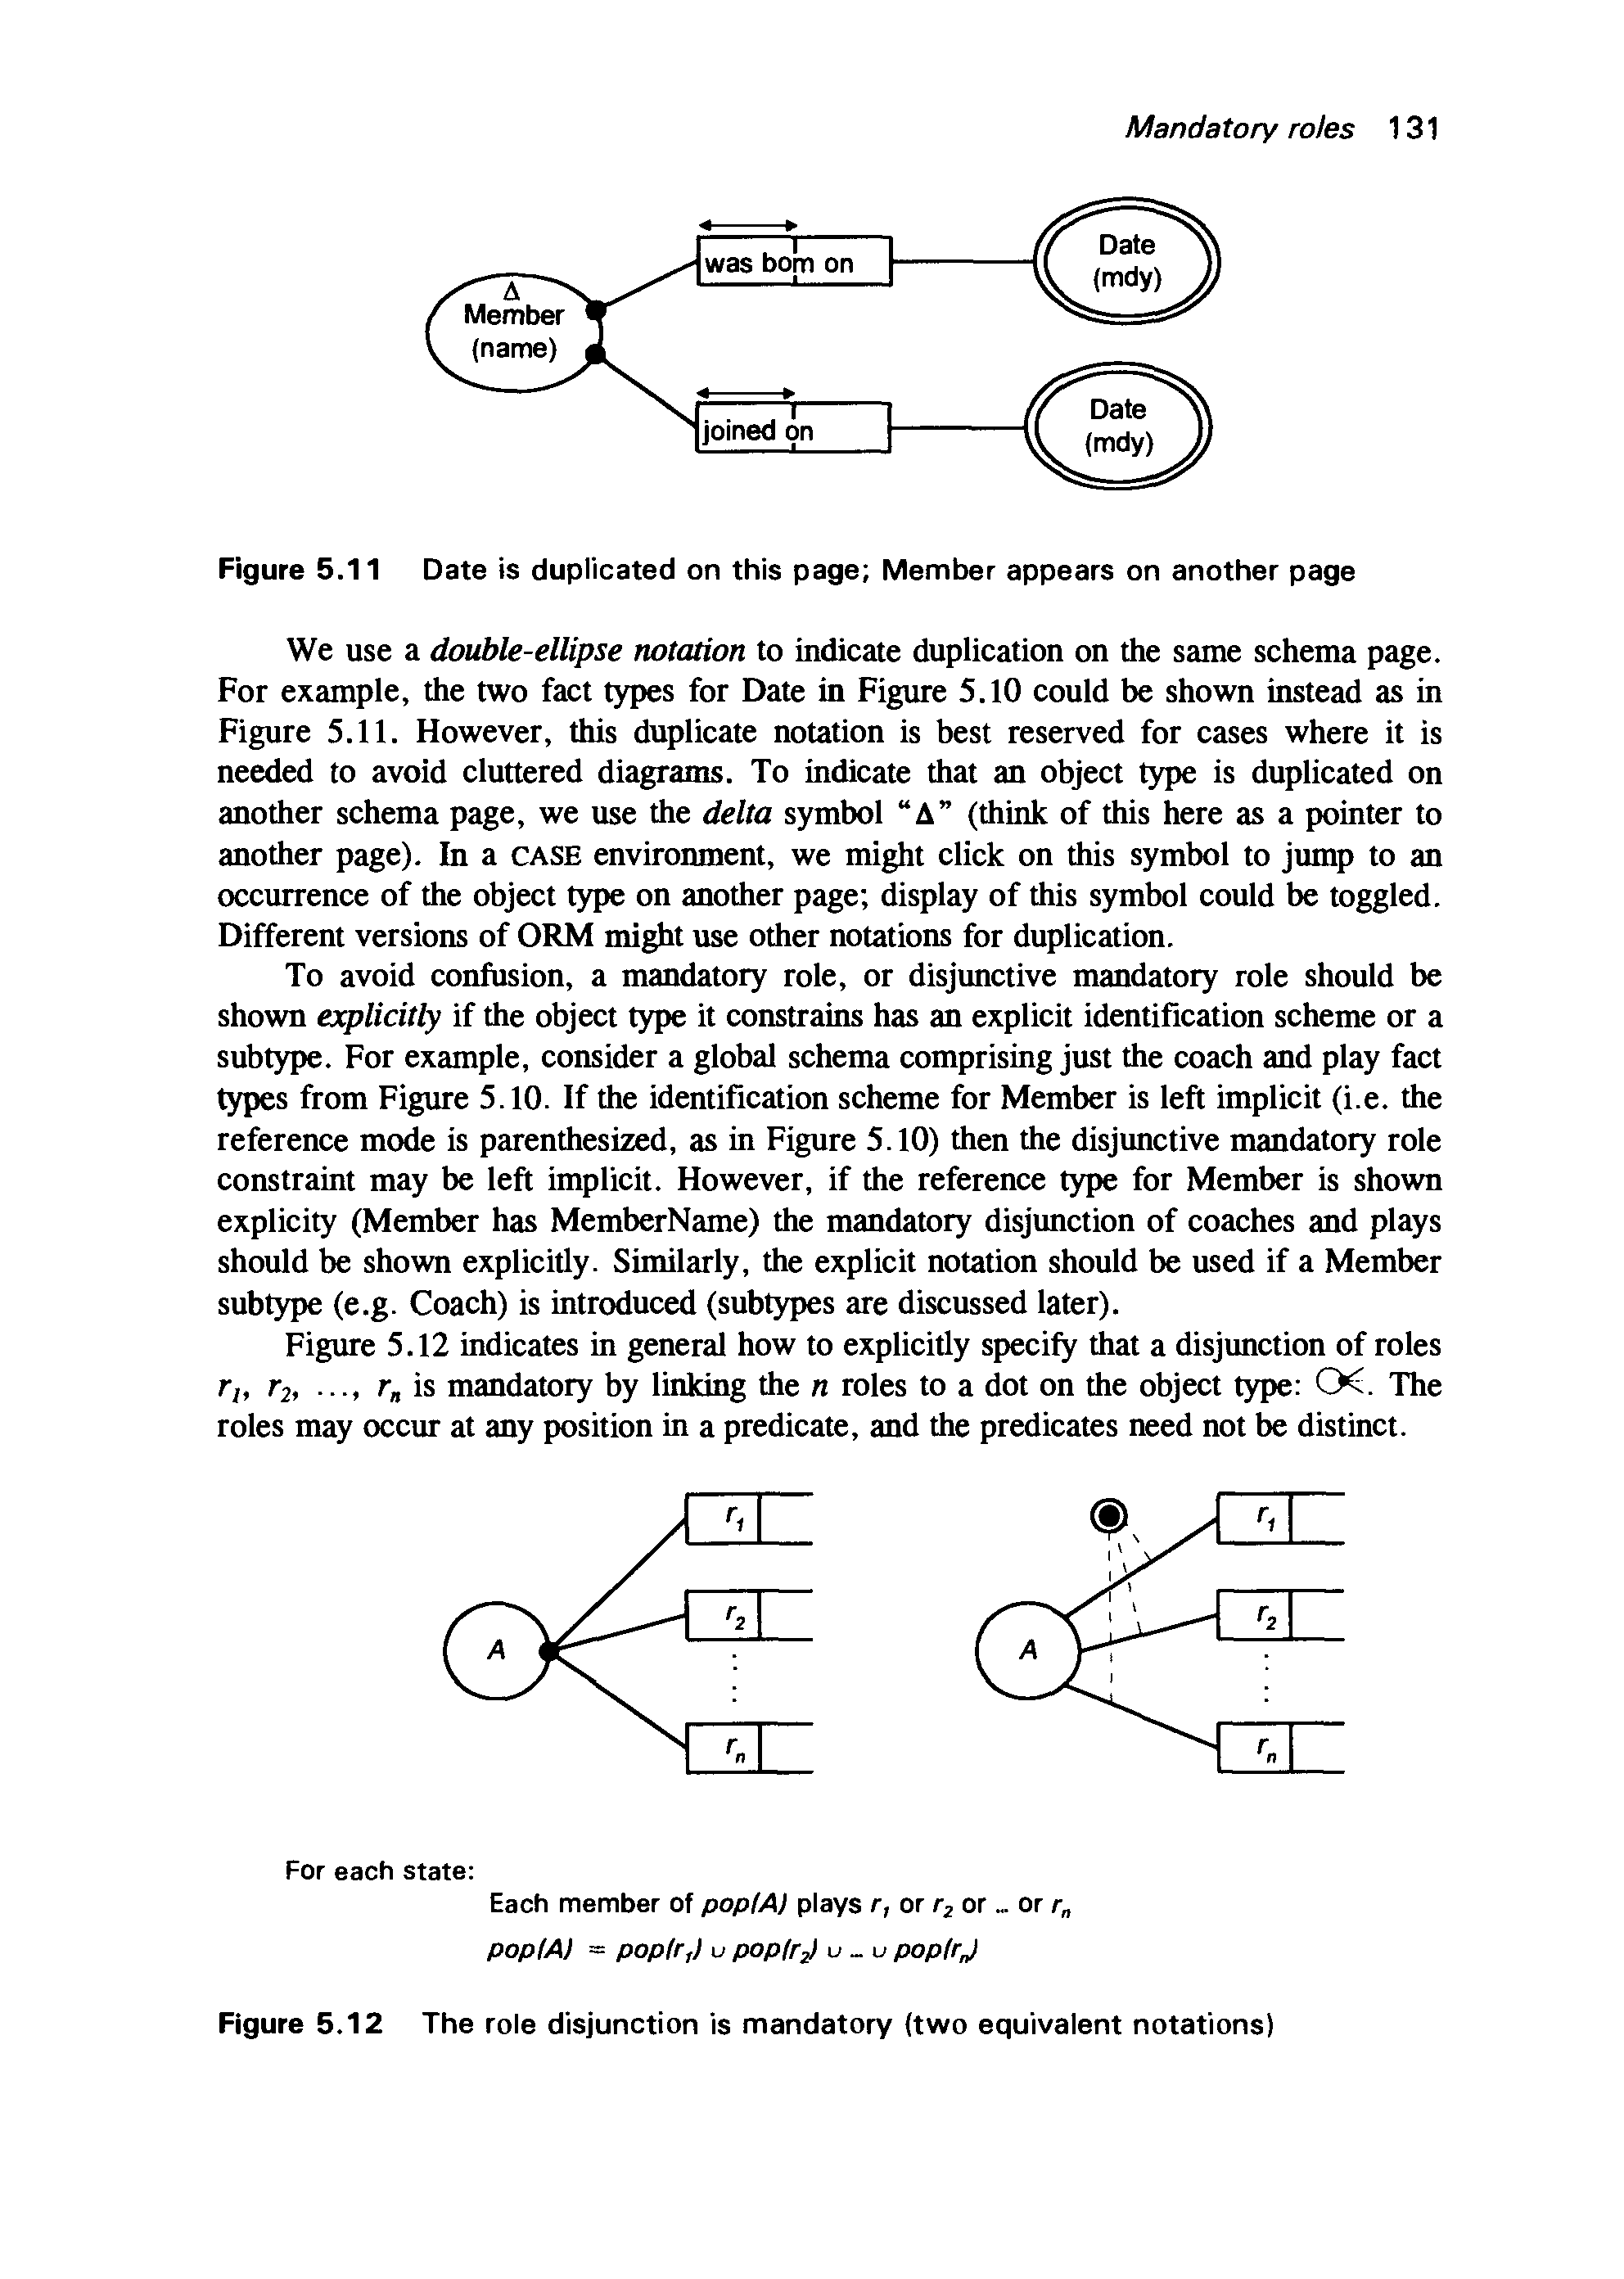 Mandatory roles 131
was born on
Date
(mdy)
Δ
Member
(name)
joined on
Date
(mdy)
Figure 5.11 Date is duplicated on this page; Member appears on another page
We use a double-ellipse notation to indicate duplication on the same schema page.
For example, the two fact types for Date in Figure 5.10 could be shown instead as in
Figure 5.11. However, this duplicate notation is best reserved for cases where it is
needed to avoid cluttered diagrams. To indicate that an object type is duplicated on
another schema page, we use the delta symbol "Δ" (think of this here as a pointer to
another page). In a CASE environment, we might click on this symbol to jump to an
occurrence of the object type on another page; display of this symbol could be toggled.
Different versions of ORM might use other notations for duplication.
To avoid confusion, a mandatory role, or disjunctive mandatory role should be
shown explicitly if the object type it constrains has an explicit identification scheme or a
subtype. For example, consider a global schema comprising just the coach and play fact
types from Figure 5.10. If the identification scheme for Member is left implicit (i.e. the
reference mode is parenthesized, as in Figure 5.10) then the disjunctive mandatory role
constraint may be left implicit. However, if the reference type for Member is shown
explicity (Member has MemberName) the mandatory disjunction of coaches and plays
should be shown explicitly. Similarly, the explicit notation should be used if a Member
subtype (e.g. Coach) is introduced (subtypes are discussed later).
Figure 5.12 indicates in general how to explicitly specify that a disjunction of roles
r₁, r₂, ..., rₙ is mandatory by linking the n roles to a dot on the object type: . The
roles may occur at any position in a predicate, and the predicates need not be distinct.
r₁
r₂
A
rₙ
r₁
r₂
A
rₙ
For each state:
Each member of pop(A) plays r₁ or r₂ or ... or rₙ
pop(A) = pop(r₁) ∪ pop(r₂) ∪ ... ∪ pop(rₙ)
Figure 5.12 The role disjunction is mandatory (two equivalent notations)